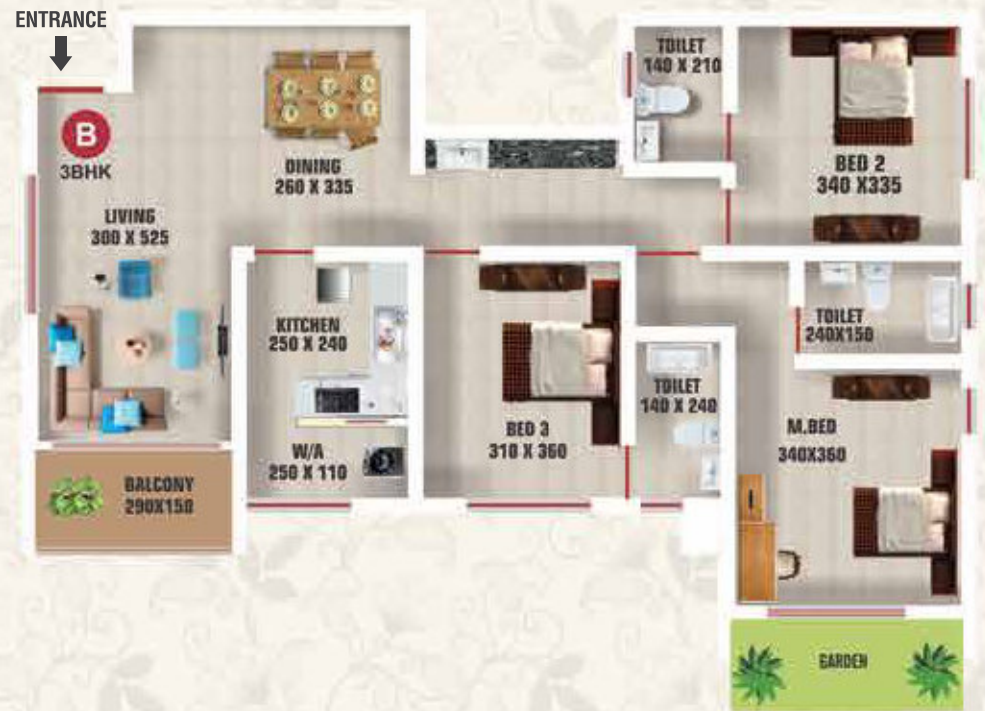 ENTRANCE
B
3BHK
LIVING
300 X 525
DINING
260 X 335
TOILET
140 X 210
BED 2
340 X335
KITCHEN
250 X 240
W/A
250 X 110
BED 3
310 X 360
TOILET
140 X 240
TOILET
240X150
M.BED
340X360
BALCONY
290X150
GARDEN